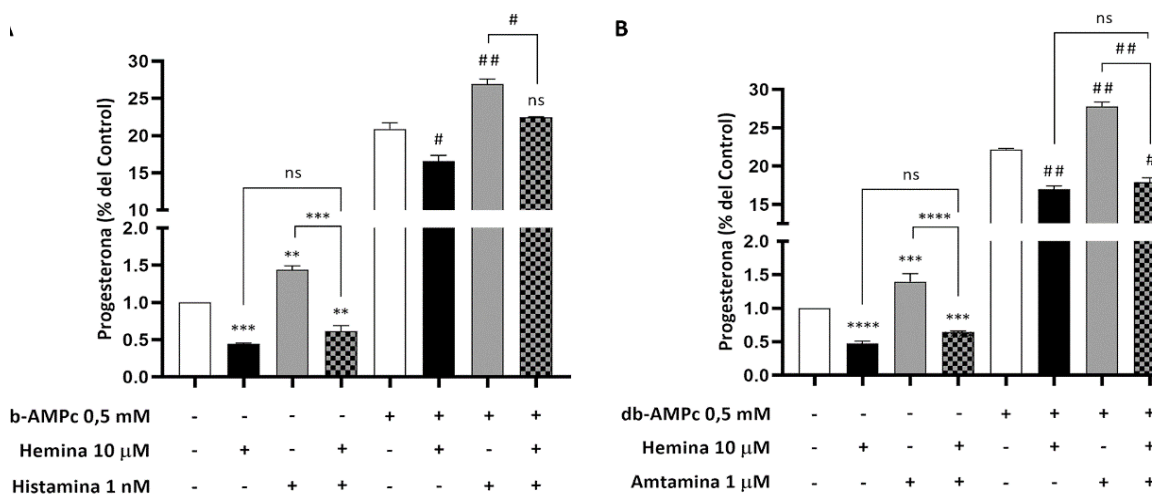 B
#
ns
##
##
##
ns
#
##
#
30
25
20
15
10
2.0
1.5
1.0
0.5
0.0
Progesterona (% del Control)
ns
***
**
***
**
30
25
20
15
2.0
1.5
1.0
0.5
0.0
Progesterona (% del Control)
ns
****
***
****
***
b-AMPc 0,5 mM - - - - + + + +
Hemina 10 μM - + - + - + - +
Histamina 1 nM - - + + - - + +
db-AMPc 0,5 mM - - - - + + + +
Hemina 10 μM - + - + - + - +
Amtamina 1 μM - - + + - - + +